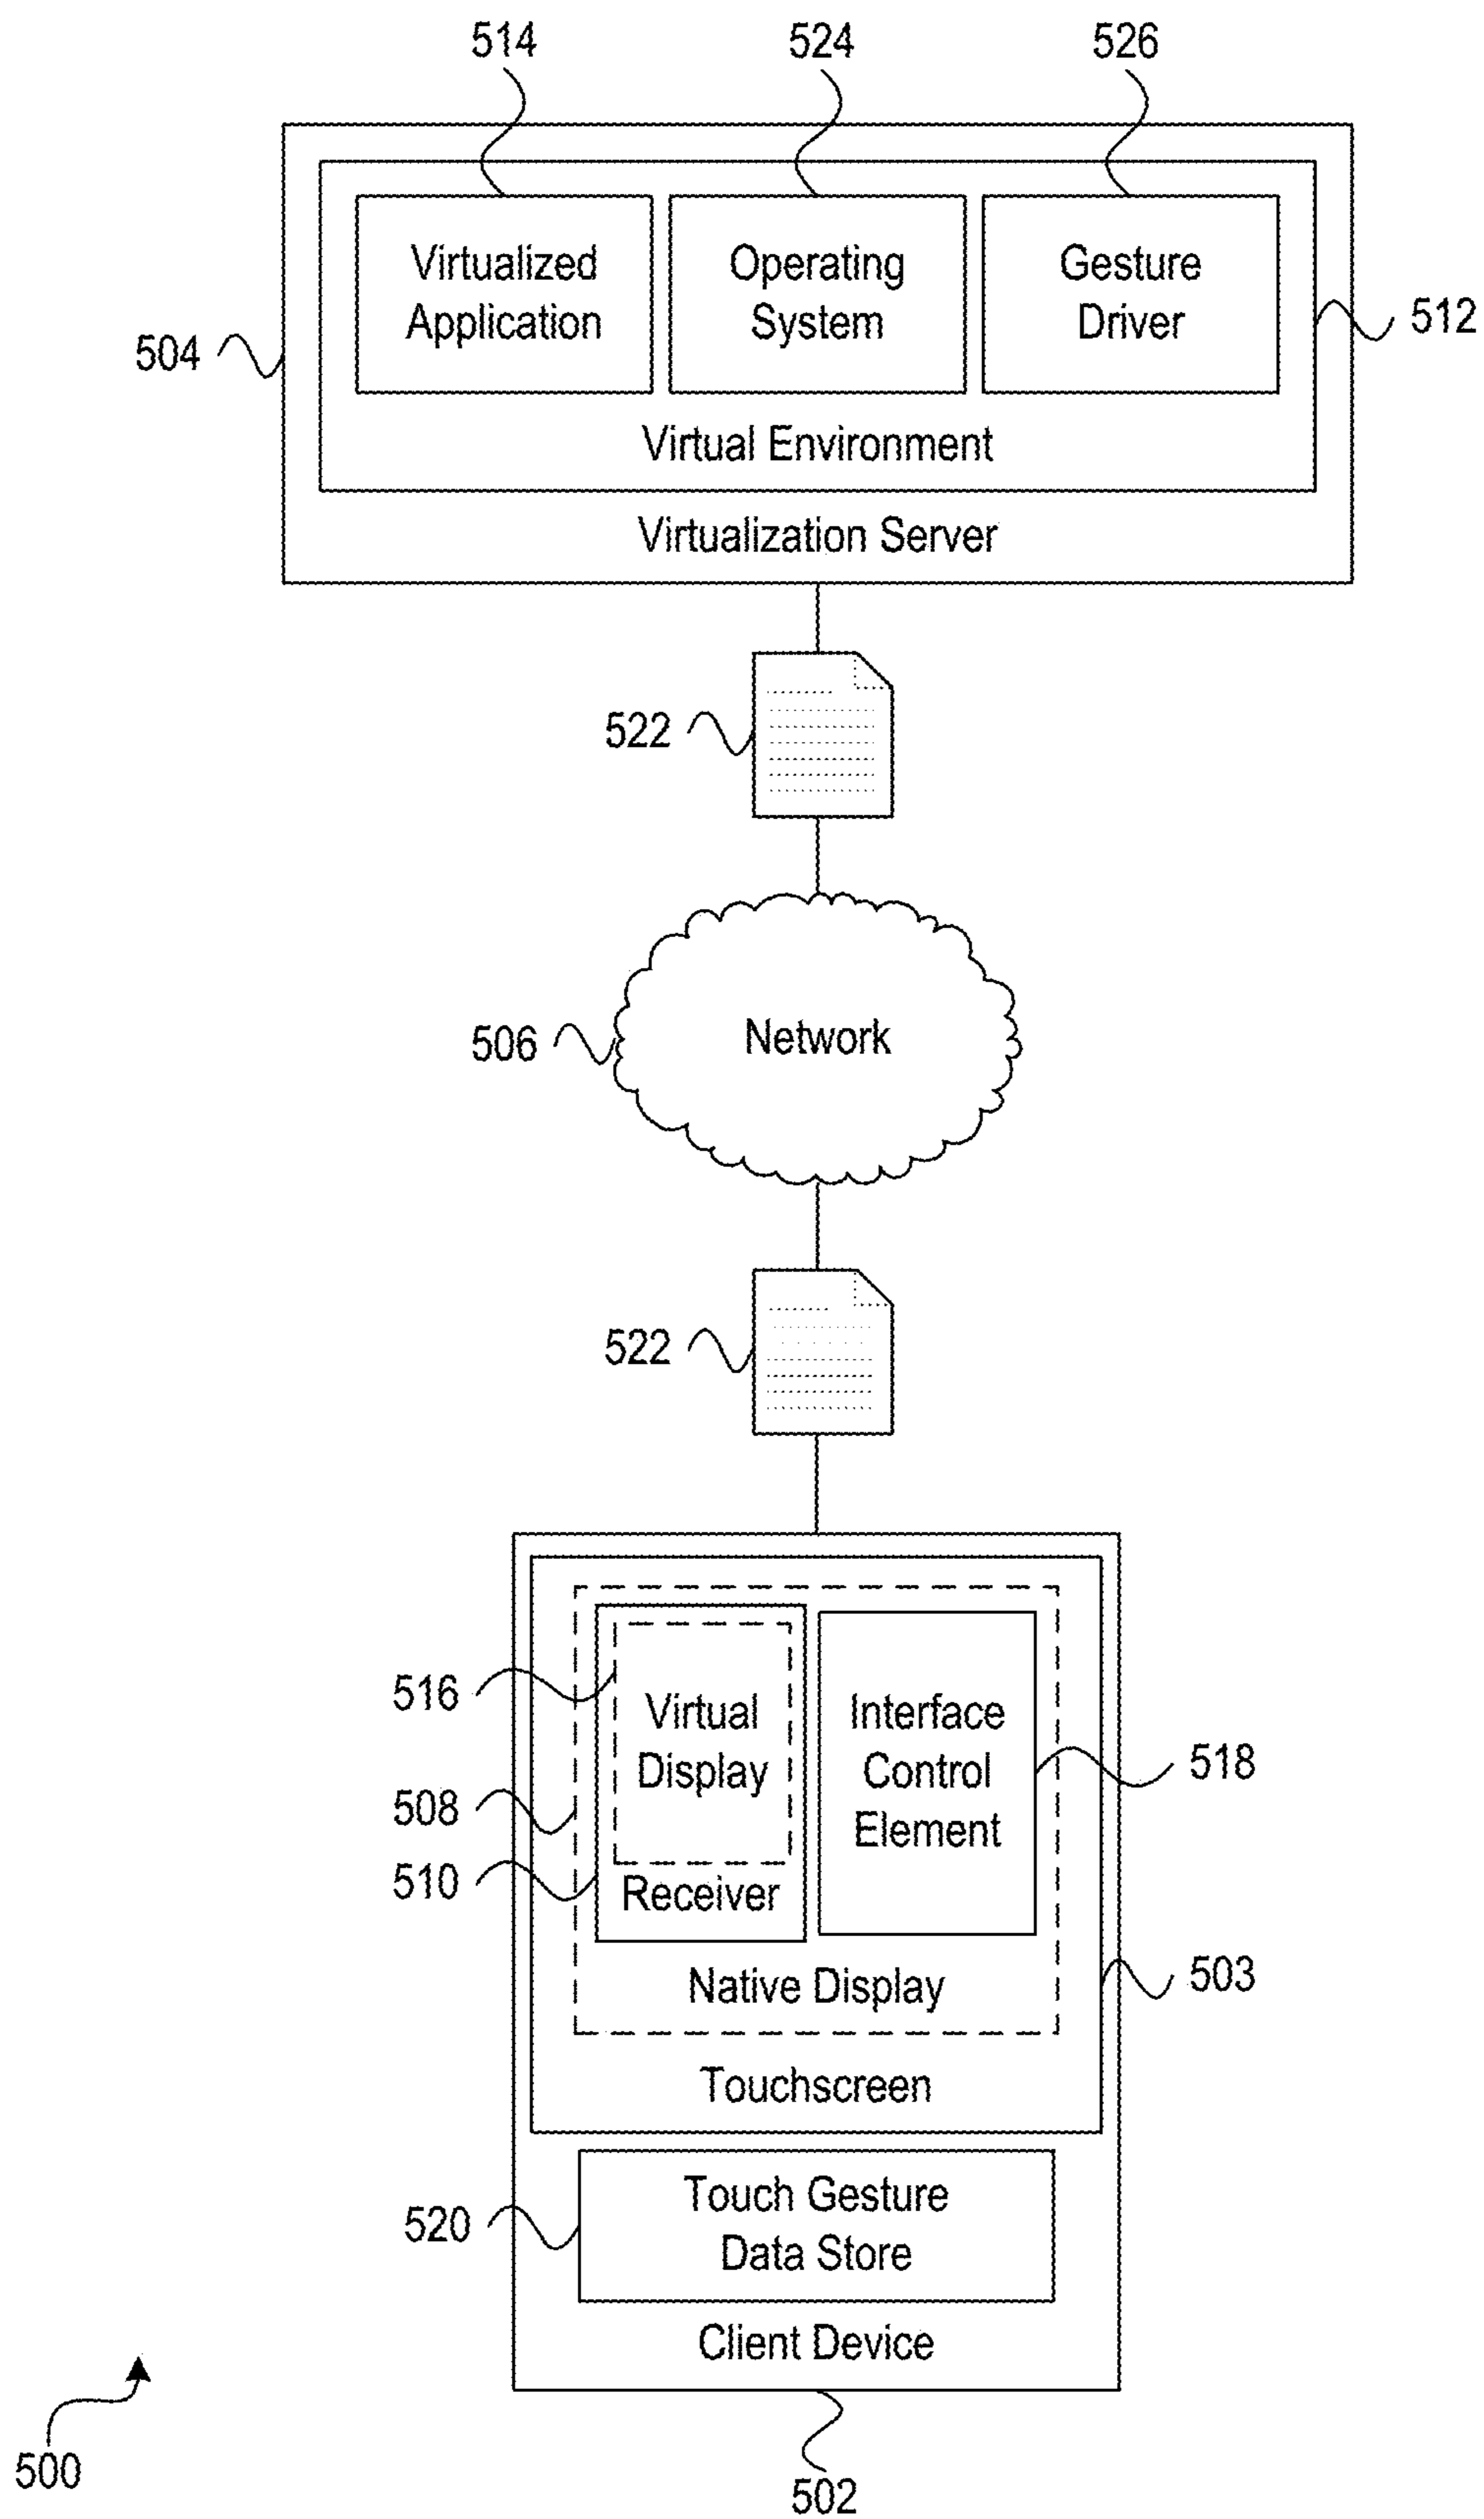 514 524 526
Virtualized Operating Gesture
Application System Driver
512
504
Virtual Environment
Virtualization Server
522
506
Network
522
516
Virtual
Display
Interface
Control
Element
518
508
510
Receiver
Native Display
503
Touchscreen
520
Touch Gesture
Data Store
Client Device
500
502